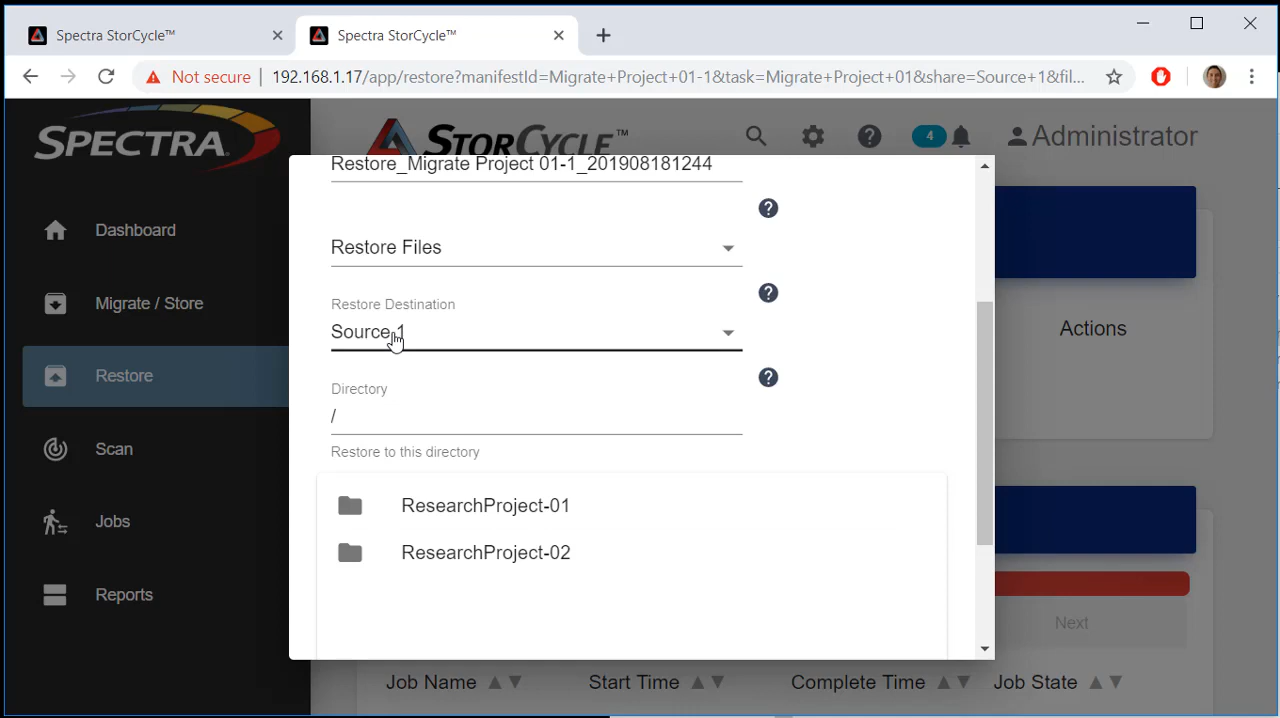 Spectra StorCycle™
Spectra StorCycle™
Not secure
192.168.1.17/app/restore?manifestId=Migrate+Project+01-1&task=Migrate+Project+01&share=Source+1&fil...
SPECTRA
STORCYCLE™
4
Administrator
Dashboard
Migrate / Store
Restore
Scan
Jobs
Reports
Restore_Migrate Project 01-1_201908181244
Restore Files
Restore Destination
Source 1
Directory
/
Restore to this directory
ResearchProject-01
ResearchProject-02
Actions
Next
Job Name
Start Time
Complete Time
Job State